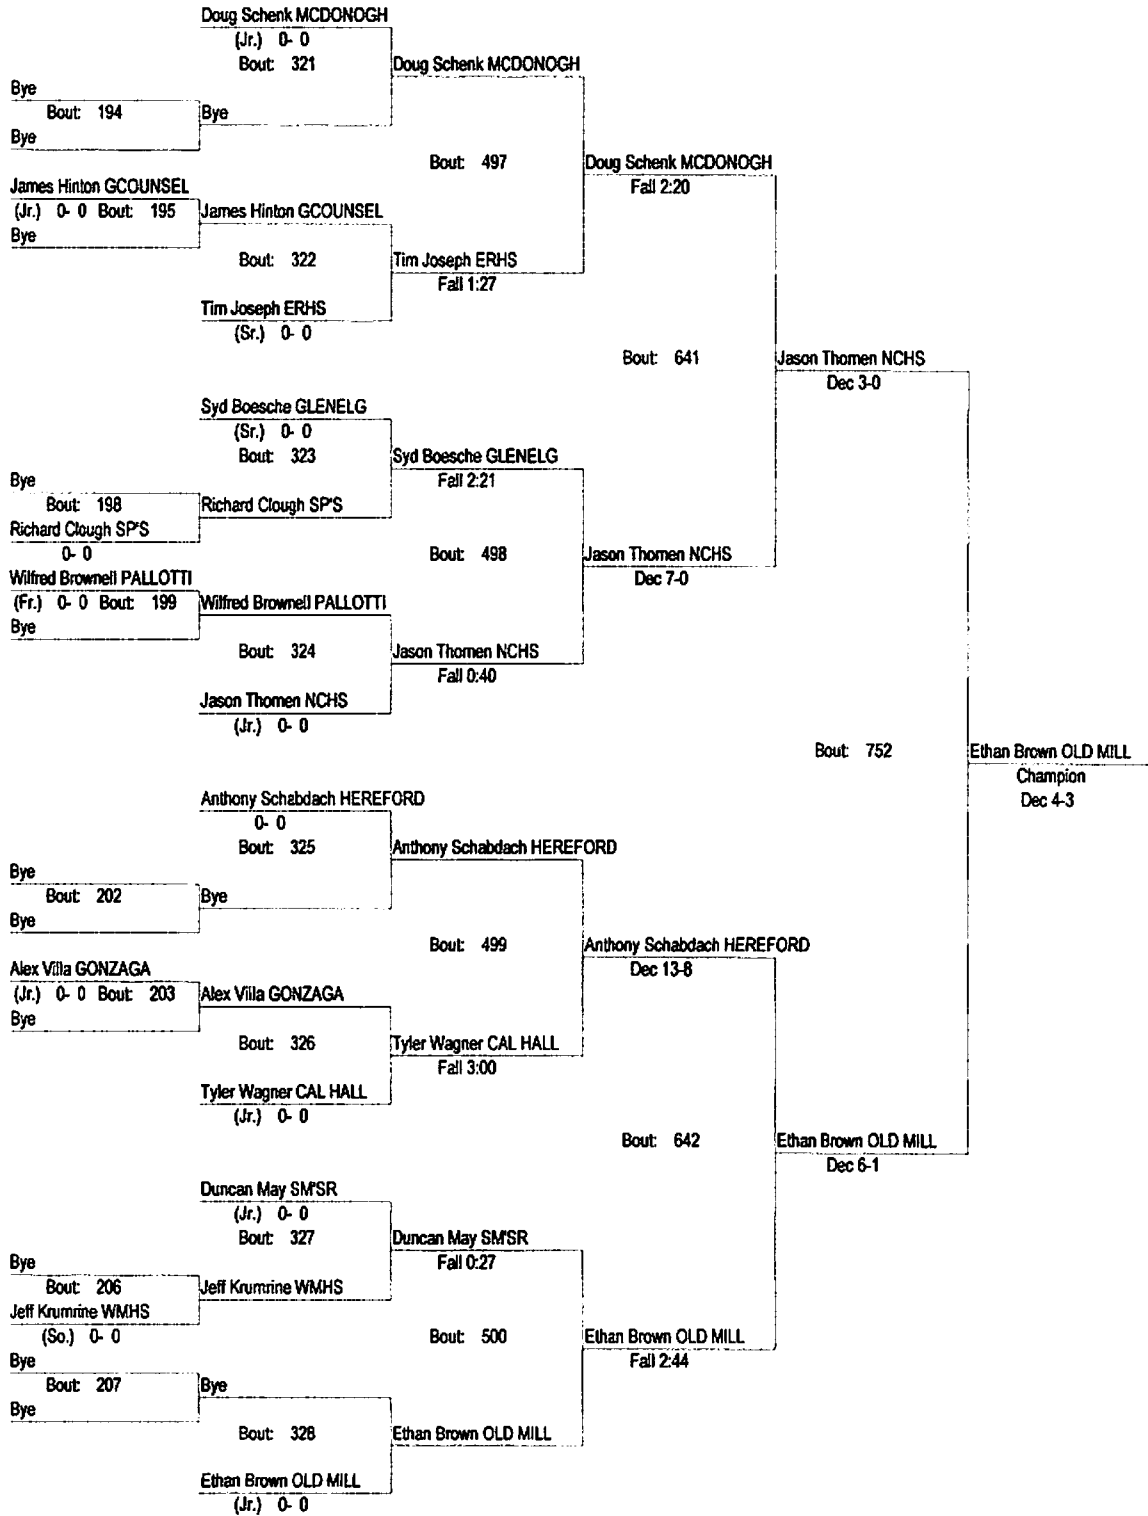 Doug Schenk MCDONOGH
(Jr.) 0- 0
Bout: 321
Doug Schenk MCDONOGH
Bye
Bout: 194
Bye
Bye
Bout: 497
Doug Schenk MCDONOGH
Fall 2:20
James Hinton GCOUNSEL
(Jr.) 0- 0 Bout: 195
James Hinton GCOUNSEL
Bye
Bout: 322
Tim Joseph ERHS
Fall 1:27
Tim Joseph ERHS
(Sr.) 0- 0
Bout: 641
Jason Thomen NCHS
Dec 3-0
Syd Boesche GLENELG
(Sr.) 0- 0
Bout: 323
Syd Boesche GLENELG
Fall 2:21
Bye
Bout: 198
Richard Clough SP'S
Richard Clough SP'S
0- 0
Bout: 498
Jason Thomen NCHS
Dec 7-0
Wilfred Brownell PALLOTTI
(Fr.) 0- 0 Bout: 199
Wilfred Brownell PALLOTTI
Bye
Bout: 324
Jason Thomen NCHS
Fall 0:40
Jason Thomen NCHS
(Jr.) 0- 0
Bout: 752
Ethan Brown OLD MILL
Champion
Dec 4-3
Anthony Schabdach HEREFORD
0- 0
Bout: 325
Anthony Schabdach HEREFORD
Bye
Bout: 202
Bye
Bye
Bout: 499
Anthony Schabdach HEREFORD
Dec 13-8
Alex Villa GONZAGA
(Jr.) 0- 0 Bout: 203
Alex Villa GONZAGA
Bye
Bout: 326
Tyler Wagner CAL HALL
Fall 3:00
Tyler Wagner CAL HALL
(Jr.) 0- 0
Bout: 642
Ethan Brown OLD MILL
Dec 6-1
Duncan May SM'SR
(Jr.) 0- 0
Bout: 327
Duncan May SM'SR
Fall 0:27
Bye
Bout: 206
Jeff Krumrine WMHS
Jeff Krumrine WMHS
(So.) 0- 0
Bout: 500
Ethan Brown OLD MILL
Fall 2:44
Bye
Bout: 207
Bye
Bye
Bout: 328
Ethan Brown OLD MILL
Ethan Brown OLD MILL
(Jr.) 0- 0